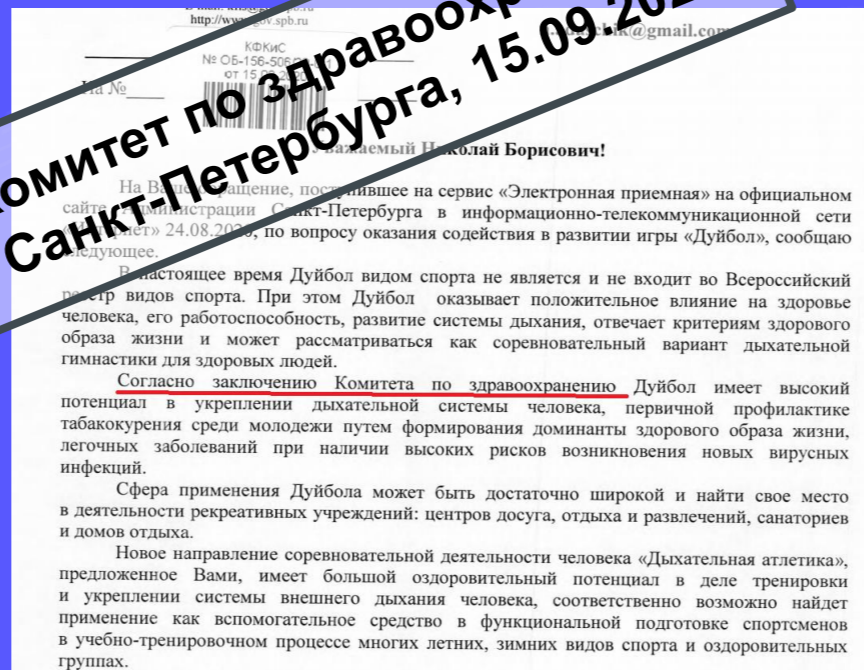 http://www.gov.spb.ru
КФКиС
№ ОБ-156-506/
от 15.09.2020
На №
@gmail.com
Комитет по
Санкт-Петербурга, 15.09.202
Уважаемый Николай Борисович!
На Ваше обращение, поступившее на сервис «Электронная приемная» на официальном
сайте Администрации Санкт-Петербурга в информационно-телекоммуникационной сети
«Интернет» 24.08.2020, по вопросу оказания содействия в развитии игры «Дуйбол», сообщаю
следующее.
В настоящее время Дуйбол видом спорта не является и не входит во Всероссийский
реестр видов спорта. При этом Дуйбол оказывает положительное влияние на здоровье
человека, его работоспособность, развитие системы дыхания, отвечает критериям здорового
образа жизни и может рассматриваться как соревновательный вариант дыхательной
гимнастики для здоровых людей.
Согласно заключению Комитета по здравоохранению Дуйбол имеет высокий
потенциал в укреплении дыхательной системы человека, первичной профилактике
табакокурения среди молодежи путем формирования доминанты здорового образа жизни,
легочных заболеваний при наличии высоких рисков возникновения новых вирусных
инфекций.
Сфера применения Дуйбола может быть достаточно широкой и найти свое место
в деятельности рекреативных учреждений: центров досуга, отдыха и развлечений, санаториев
и домов отдыха.
Новое направление соревновательной деятельности человека «Дыхательная атлетика»,
предложенное Вами, имеет большой оздоровительный потенциал в деле тренировки
и укрепления системы внешнего дыхания человека, соответственно возможно найдет
применение как вспомогательное средство в функциональной подготовке спортсменов
в учебно-тренировочном процессе многих летних, зимних видов спорта и оздоровительных
группах.